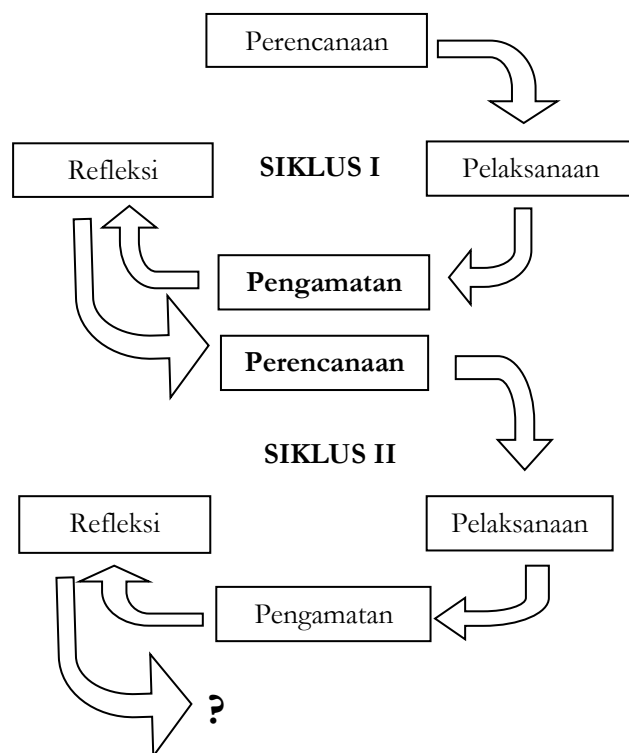 Perencanaan
Refleksi
SIKLUS I
Pelaksanaan
Pengamatan
Perencanaan
SIKLUS II
Refleksi
Pelaksanaan
Pengamatan
?